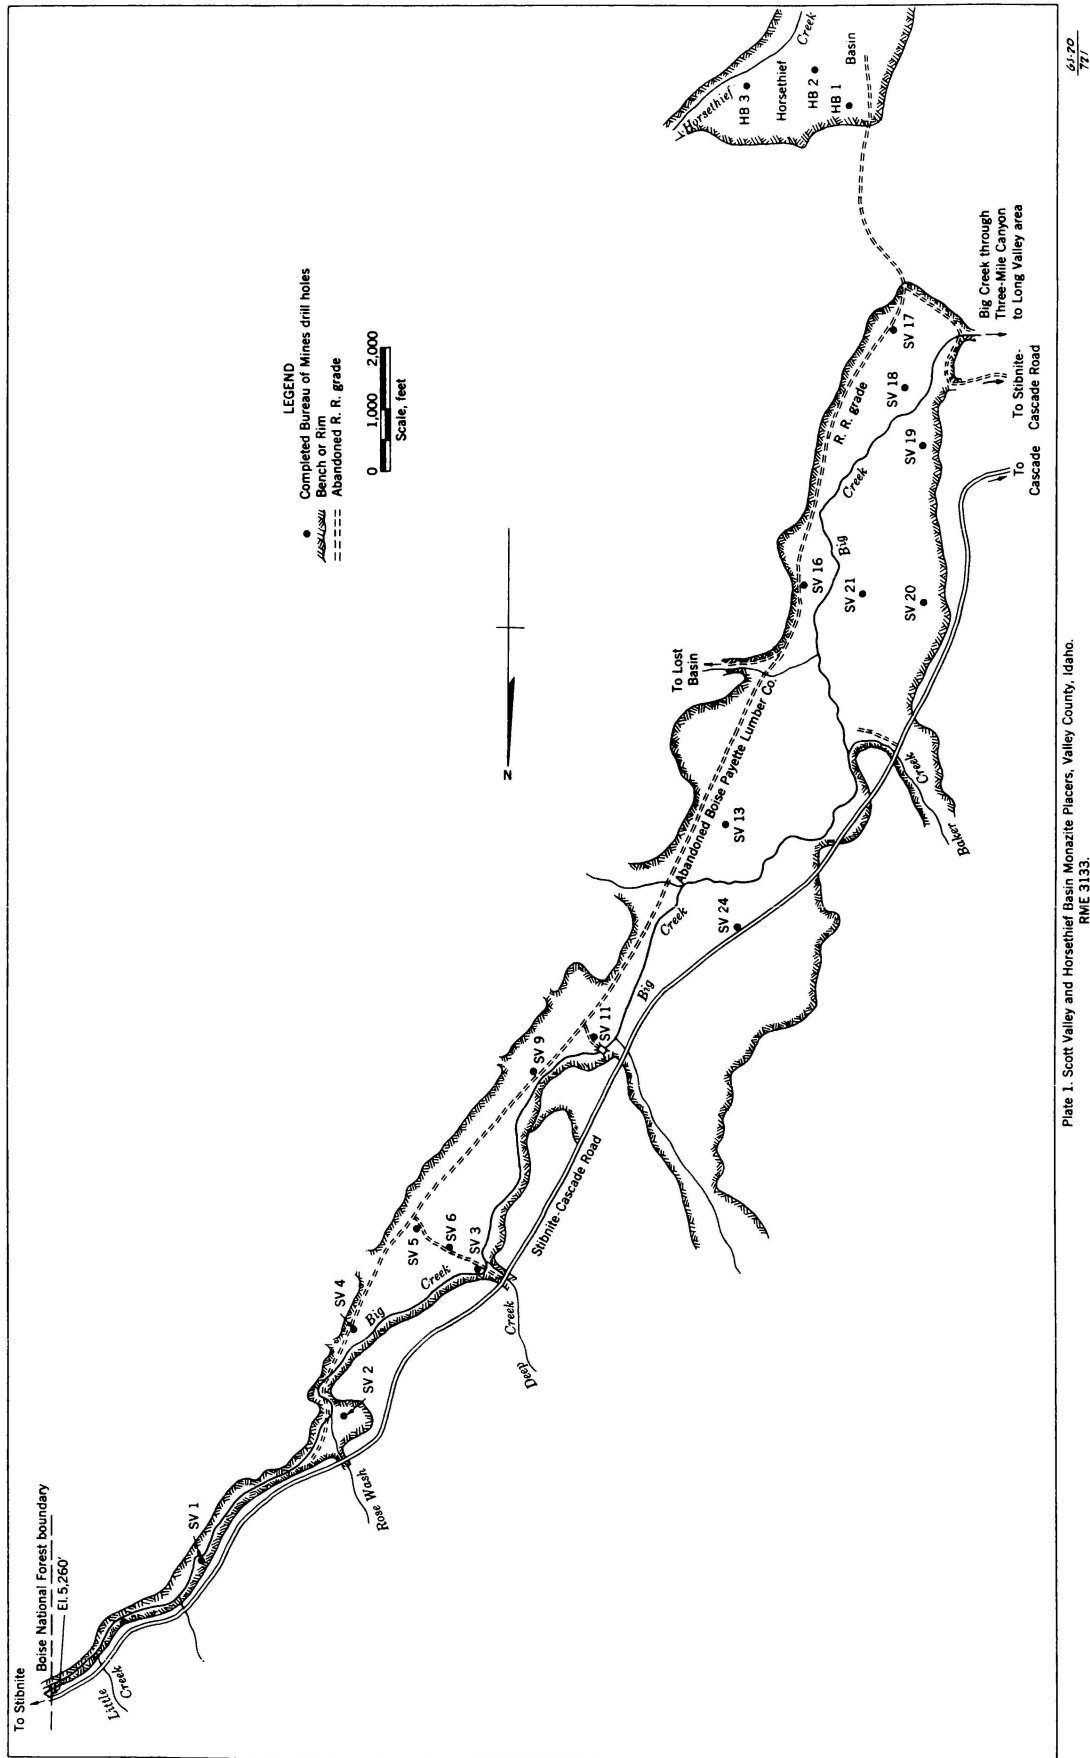 To Stibnite
Boise National Forest boundary
El. 5,260'
Little
Creek
SV 1
Rose Wash
SV 2
SV 4
Big
Creek
SV 5
SV 6
SV 3
Deep
Creek
Stibnite-Cascade Road
SV 9
SV 11
Big
Creek
SV 24
SV 13
Abandoned Boise Payette Lumber Co.
R. R. grade
To Lost
Basin
Baker
Creek
SV 16
Big
Creek
SV 21
SV 20
SV 19
SV 18
SV 17
To
Cascade
To Stibnite-
Cascade Road
Big Creek through
Three-Mile Canyon
to Long Valley area
Horsethief
Creek
HB 3
Horsethief
Basin
HB 2
HB 1
N
LEGEND
Completed Bureau of Mines drill holes
Bench or Rim
Abandoned R. R. grade
0 1,000 2,000
Scale, feet
Plate 1. Scott Valley and Horsethief Basin Monazite Placers, Valley County, Idaho.
RME 3133.
GS-20
721